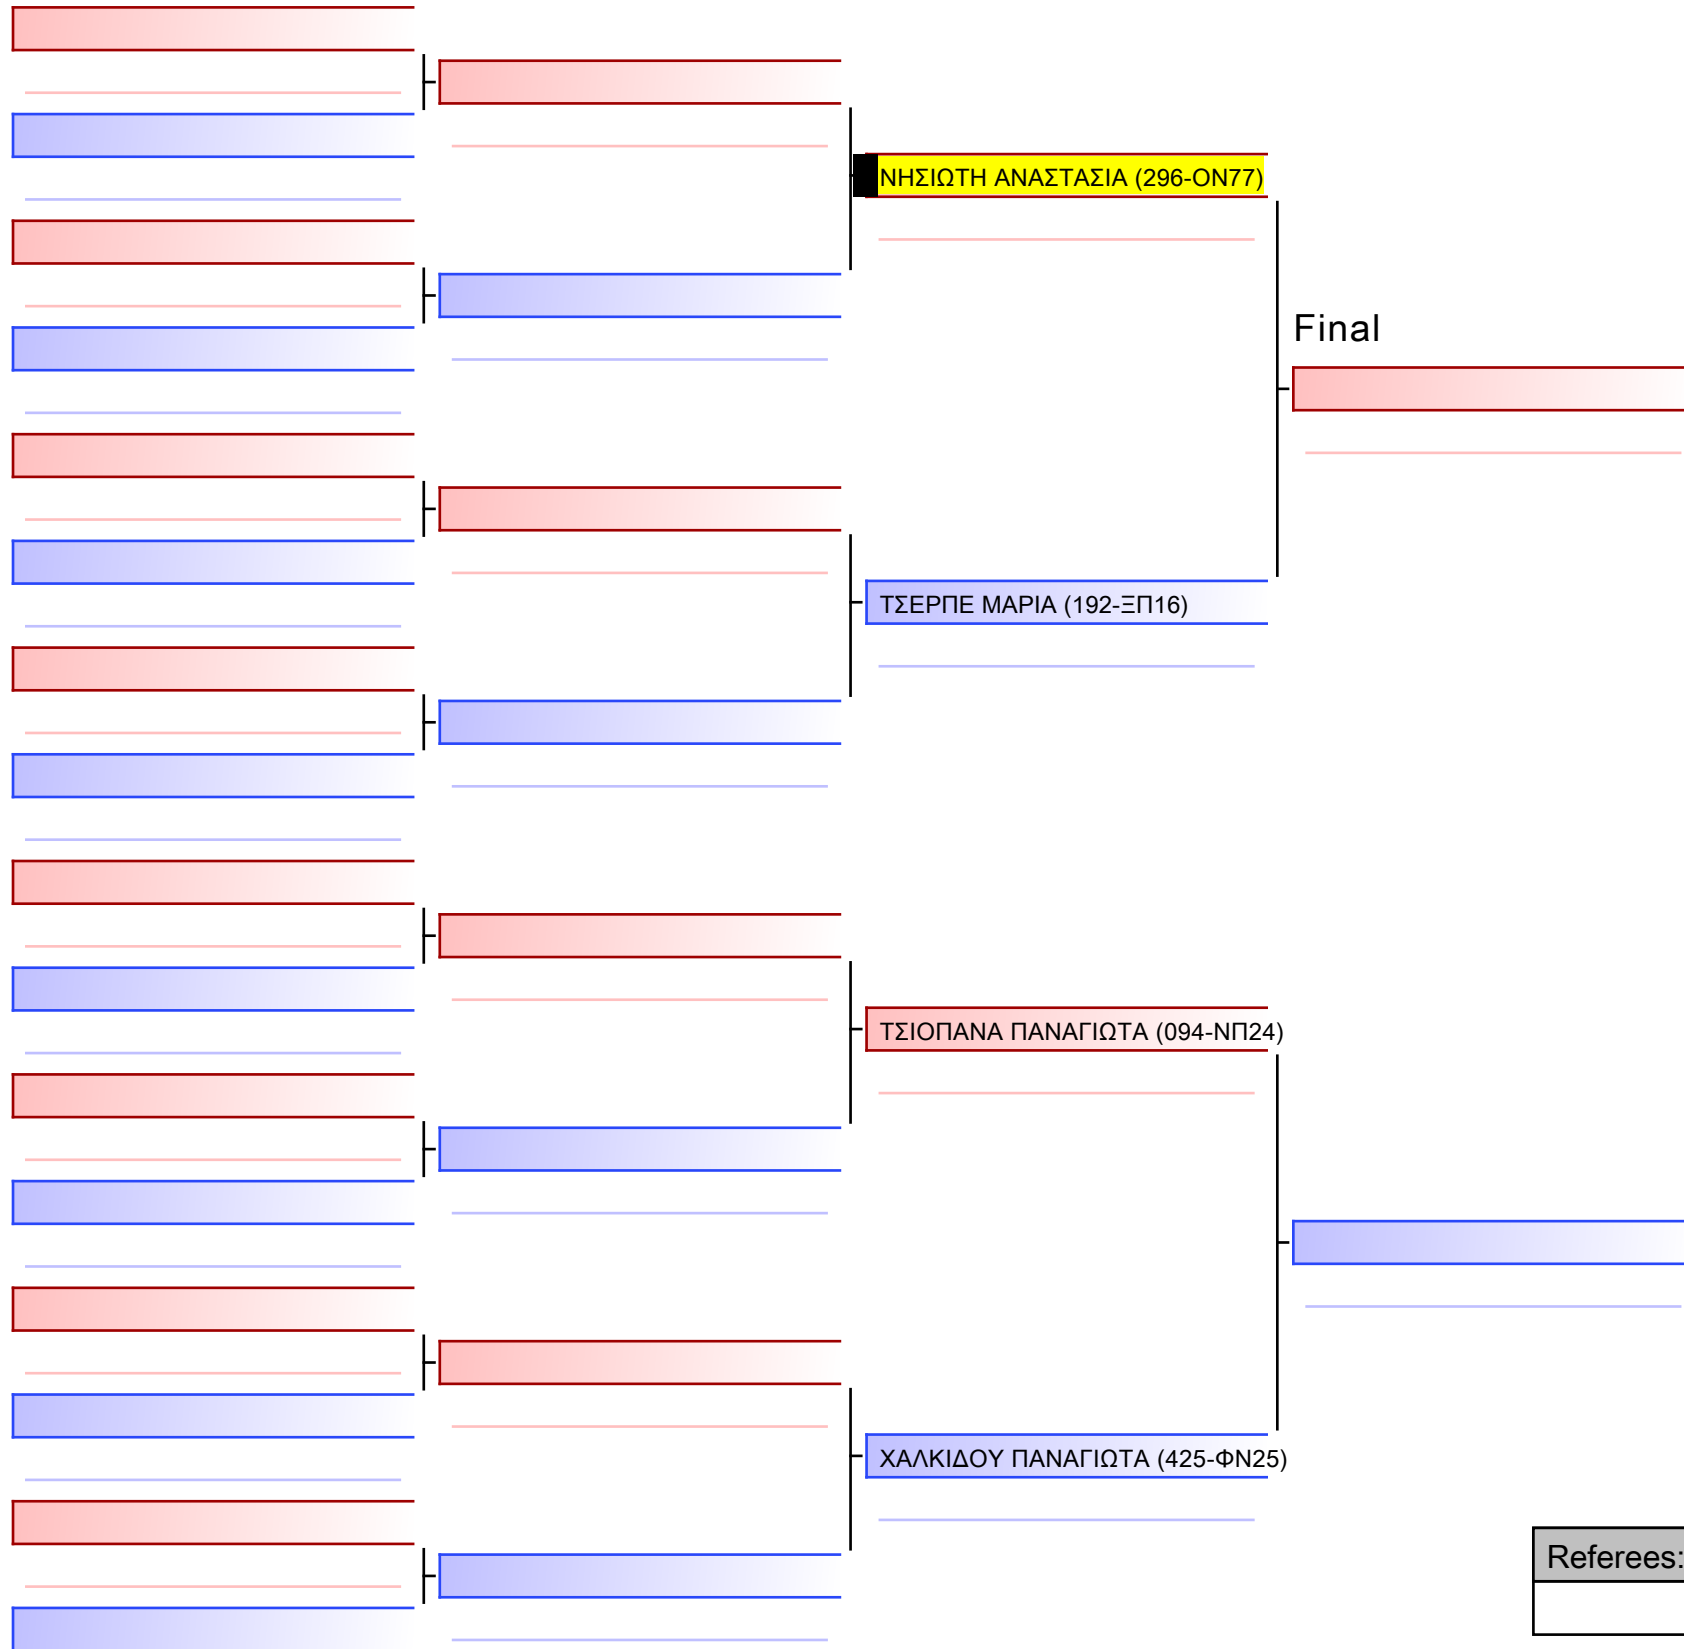 ΝΗΣΙΩΤΗ ΑΝΑΣΤΑΣΙΑ (296-ΟΝ77)
Final
ΤΣΕΡΠΕ ΜΑΡΙΑ (192-ΞΠ16)
ΤΣΙΟΠΑΝΑ ΠΑΝΑΓΙΩΤΑ (094-ΝΠ24)
ΧΑΛΚΙΔΟΥ ΠΑΝΑΓΙΩΤΑ (425-ΦΝ25)
Referees: